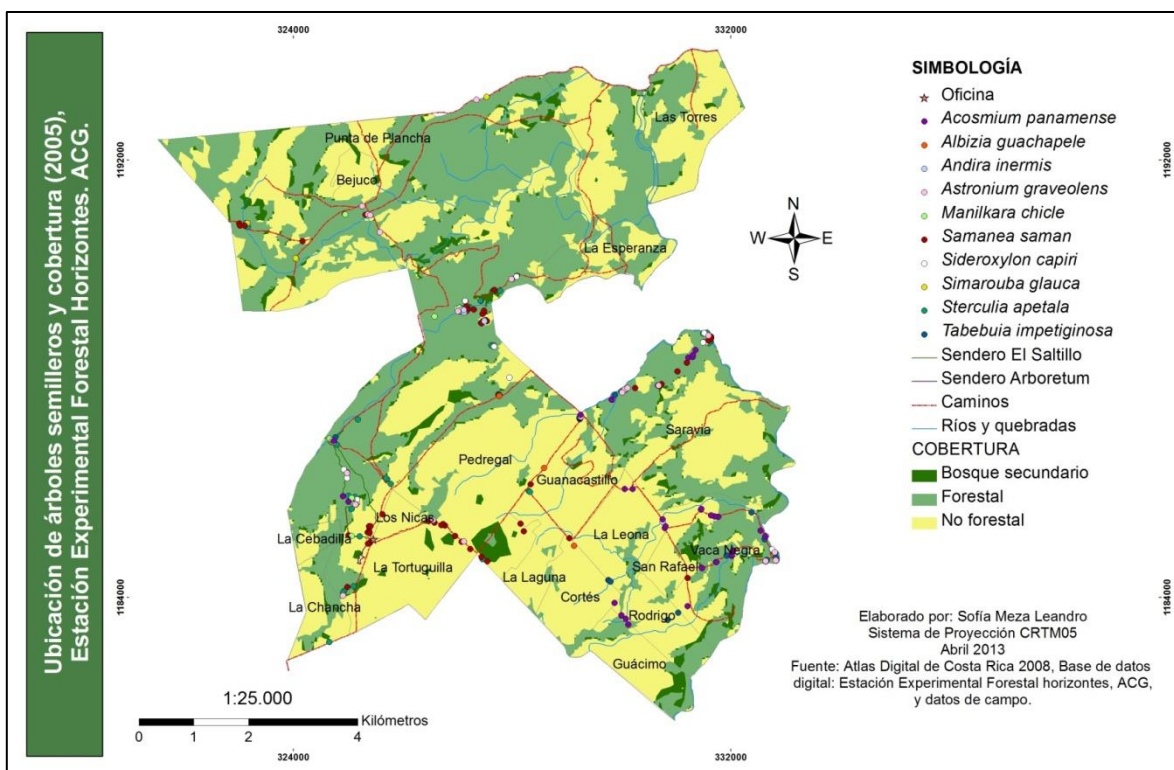 Ubicación de árboles semilleros y cobertura (2005),
Estación Experimental Forestal Horizontes. ACG.
324000
332000
1192000
1192000
Las Torres
Punta de Plancha
Bejuco
La Esperanza
N
W
E
S
Saravia
Pedregal
Guanacastillo
Los Nicas
La Leona
La Cebadilla
Vaca Negra
La Tortuguilla
San Rafael
La Laguna
Cortés
La Chancha
Rodrigo
Guácimo
1184000
1184000
SIMBOLOGÍA
Oficina
Acosmium panamense
Albizia guachapele
Andira inermis
Astronium graveolens
Manilkara chicle
Samanea saman
Sideroxylon capiri
Simarouba glauca
Sterculia apetala
Tabebuia impetiginosa
Sendero El Saltillo
Sendero Arboretum
Caminos
Ríos y quebradas
COBERTURA
Bosque secundario
Forestal
No forestal
Elaborado por: Sofía Meza Leandro
Sistema de Proyección CRTM05
Abril 2013
Fuente: Atlas Digital de Costa Rica 2008, Base de datos
digital: Estación Experimental Forestal horizontes, ACG,
y datos de campo.
1:25.000
Kilómetros
0 1 2 4
324000
332000